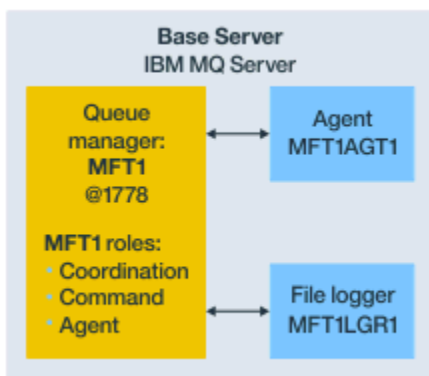 Base Server
IBM MQ Server
Queue
manager:
MFT1
@1778
MFT1 roles:
• Coordination
• Command
• Agent
Agent
MFT1AGT1
File logger
MFT1LGR1